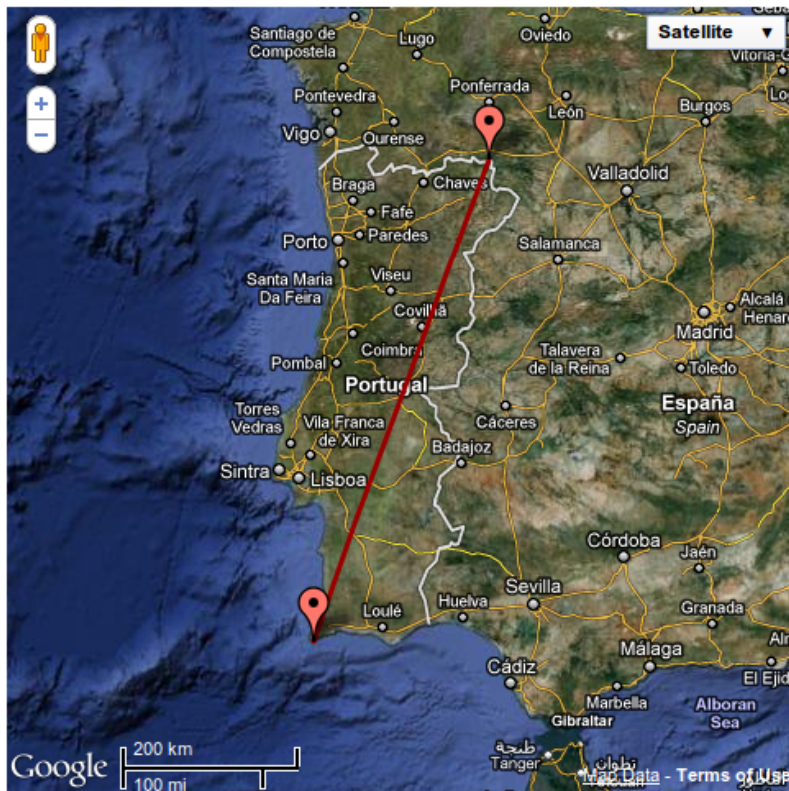 Santiago de
Compostela
Lugo
Oviedo
Satellite ▼
Vitoria-G
Pontevedra
Ponferrada
León
Burgos
Lo
+
−
Vigo
Ourense
Braga
Chaves
Valladolid
Fafe
Porto
Paredes
Salamanca
Santa Maria
Da Feira
Viseu
Covilhã
Alcalá
Henar
Madrid
Coimbra
Pombal
Talavera
de la Reina
Toledo
Portugal
España
Spain
Torres
Vedras
Vila Franca
de Xira
Cáceres
Badajoz
Sintra
Lisboa
Córdoba
Jaén
Sevilla
Huelva
Loulé
Granada
Málaga
Cádiz
El Ejid
Marbella
Alboran
Sea
Gibraltar
طنجة
Tanger
تطوان
200 km
100 mi
Google
Map Data - Terms of Use